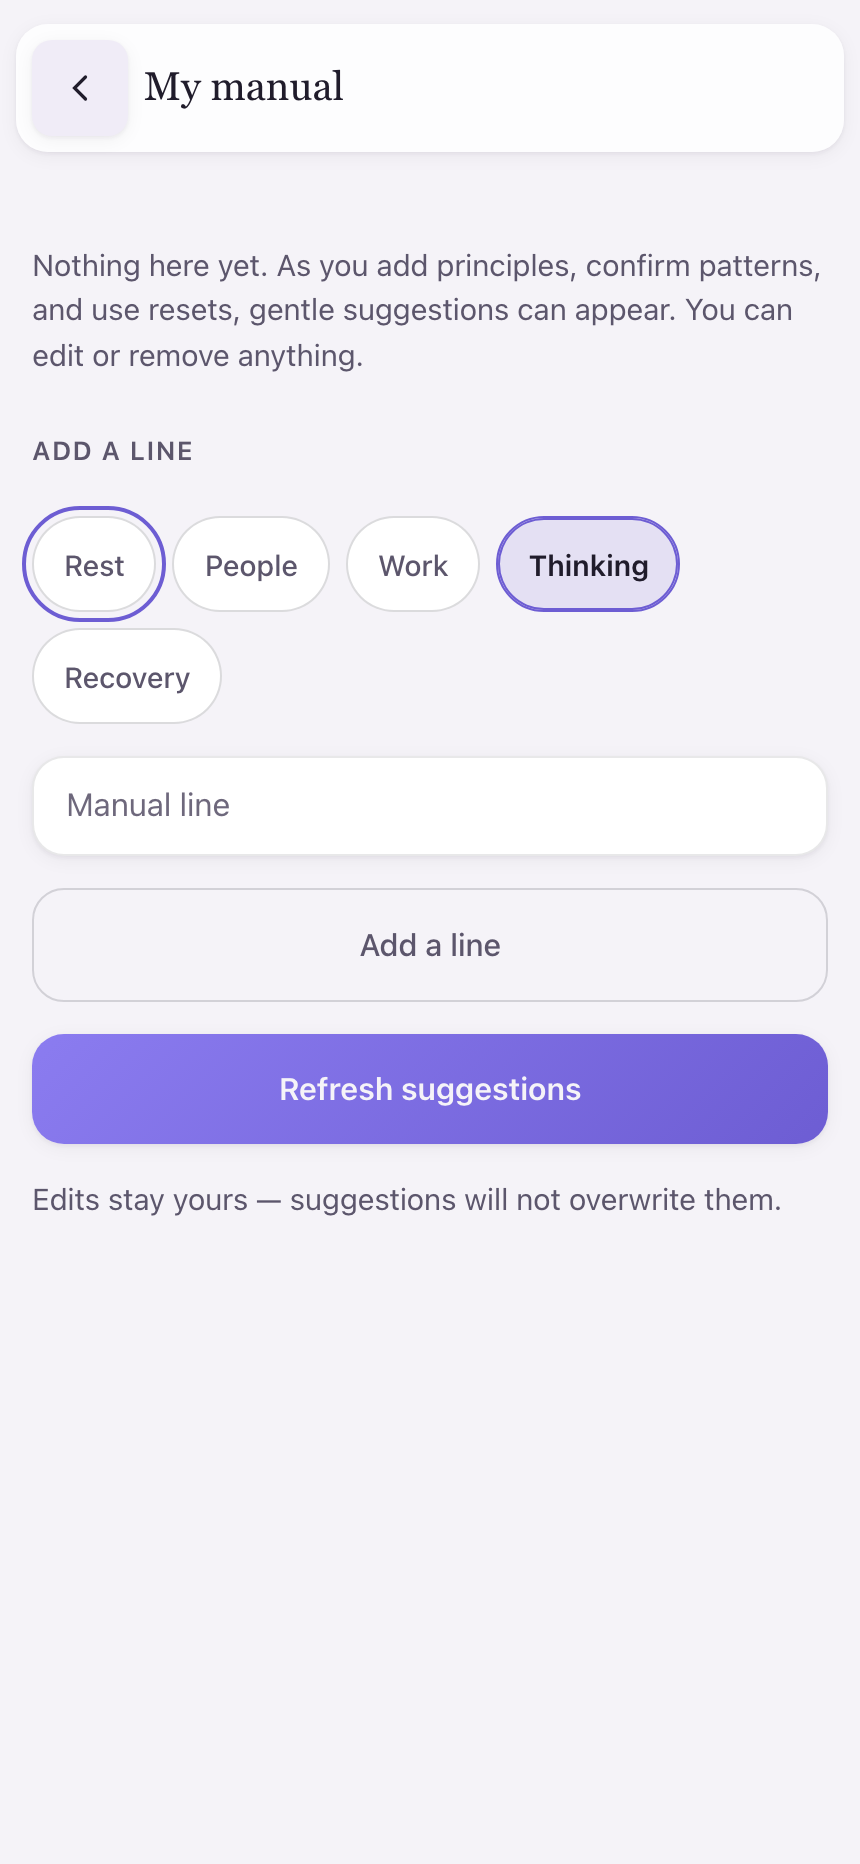 My manual
Nothing here yet. As you add principles, confirm patterns,
and use resets, gentle suggestions can appear. You can
edit or remove anything.
ADD A LINE
Rest People Work Thinking
Recovery
Manual line
Add a line
Refresh suggestions
Edits stay yours — suggestions will not overwrite them.